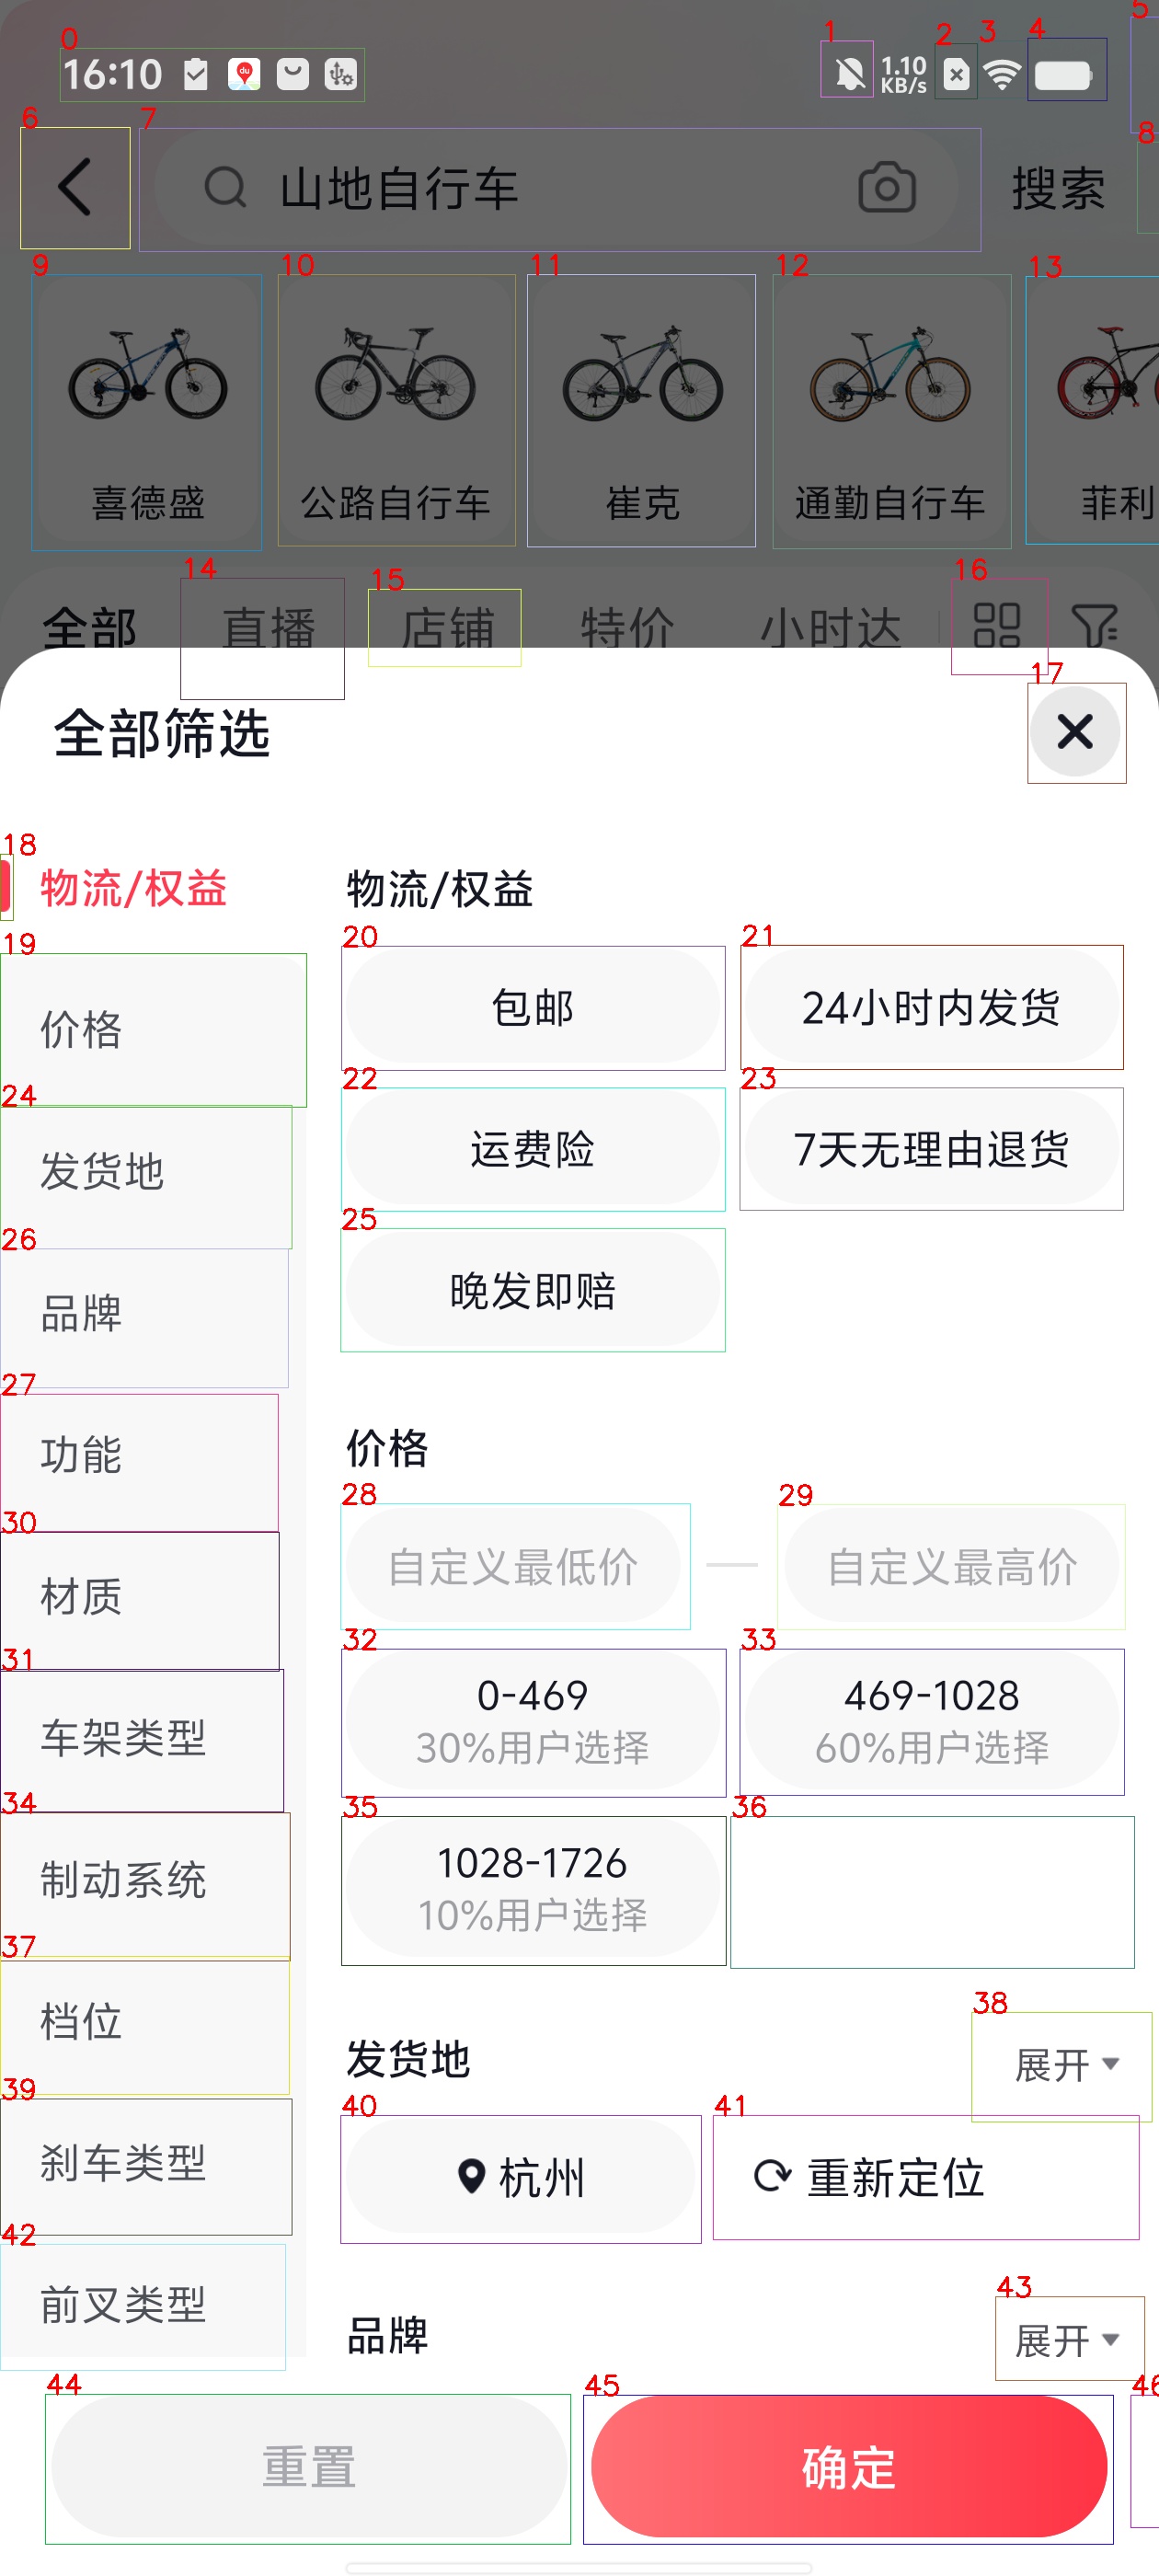 16:10
1.10
KB/s
山地自行车
搜索
喜德盛
公路自行车
崔克
通勤自行车
菲利
全部
直播
店铺
特价
小时达
全部筛选
物流/权益
价格
发货地
品牌
功能
材质
车架类型
制动系统
档位
刹车类型
前叉类型
物流/权益
包邮
24小时内发货
运费险
7天无理由退货
晚发即赔
价格
自定义最低价
自定义最高价
0-469
30%用户选择
469-1028
60%用户选择
1028-1726
10%用户选择
发货地
展开
杭州
重新定位
品牌
展开
重置
确定
0
1
2
3
4
5
6
7
8
9
10
11
12
13
14
15
16
17
18
19
20
21
22
23
24
25
26
27
28
29
30
31
32
33
34
35
36
37
38
39
40
41
42
43
44
45
46